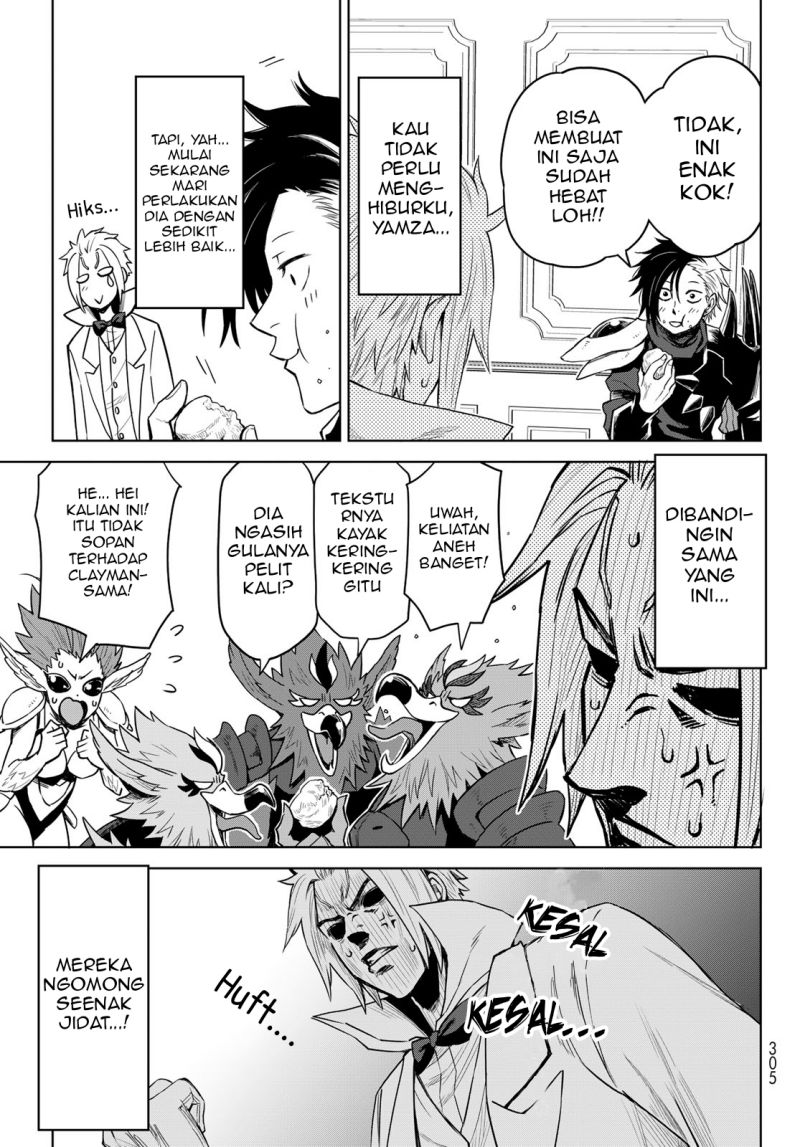 TIDAK,
INI
ENAK
KOK!
BISA
MEMBUAT
INI SAJA
SUDAH
HEBAT
LOH!!
KAU
TIDAK
PERLU
MENG-
HIBURKU,
YAMZA...
TAPI, YAH...
MULAI
SEKARANG
MARI
PERLAKUKAN
DIA DENGAN
SEDIKIT
LEBIH BAIK...
Hiks...
DIBANDI-
NGIN
SAMA
YANG
INI...
UWAH,
KELIATAN
ANEH
BANGET!
TEKSTU
RNYA
KAYAK
KERING-
KERING
GITU
DIA
NGASIH
GULANYA
PELIT
KALI?
HE... HEI
KALIAN INI!
ITU TIDAK
SOPAN
TERHADAP
CLAYMAN-
SAMA!
KESAL
KESAL...
Huft....
MEREKA
NGOMONG
SEENAK
JIDAT...!
305